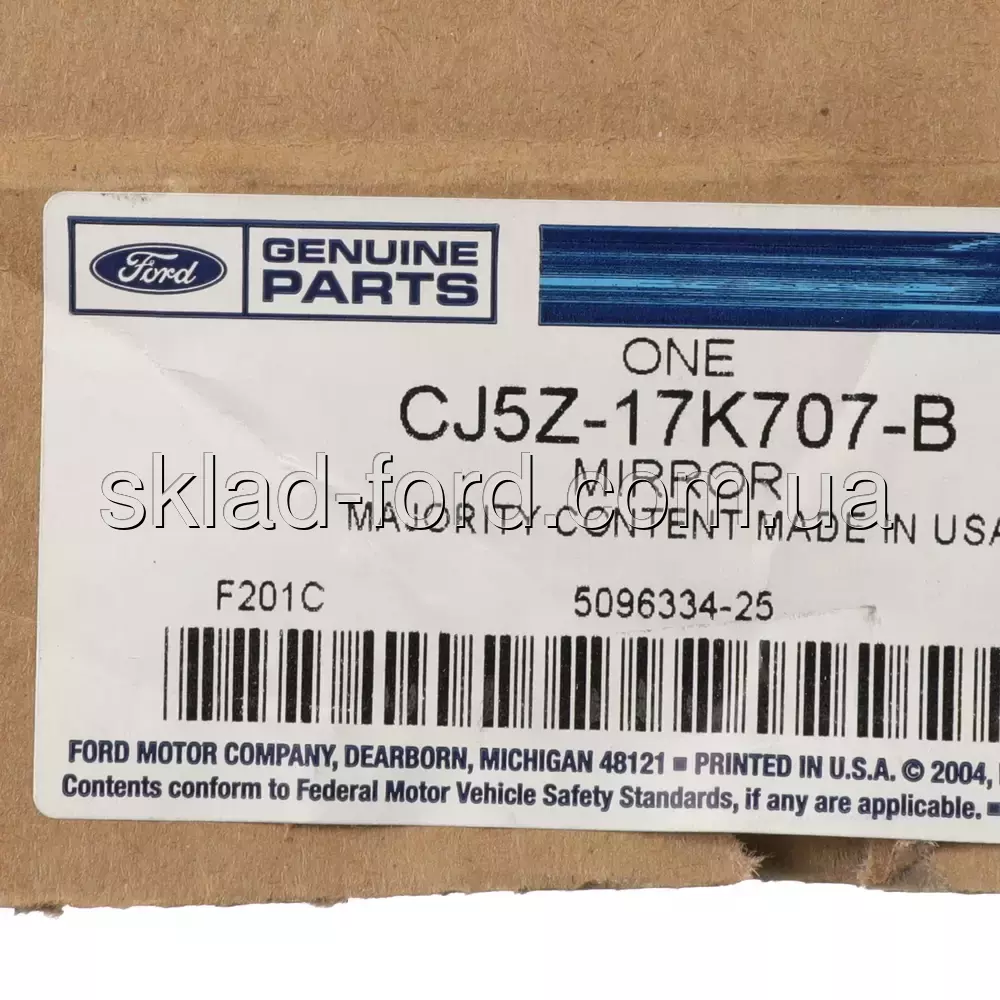 Ford
GENUINE
PARTS
ONE
CJ5Z-17K707-B
MIRROR
sklad-ford.com.ua
MAJORITY CONTENT MADE IN USA
F201C 5096334-25
FORD MOTOR COMPANY, DEARBORN, MICHIGAN 48121 ▪ PRINTED IN U.S.A. © 2004,
Contents conform to Federal Motor Vehicle Safety Standards, if any are applicable. ▪